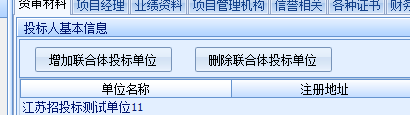 资审材料 项目经理 业绩资料 项目管理机构 信誉相关 各种证书 财务
投标人基本信息
增加联合体投标单位 删除联合体投标单位
单位名称 注册地址
江苏招投标测试单位11